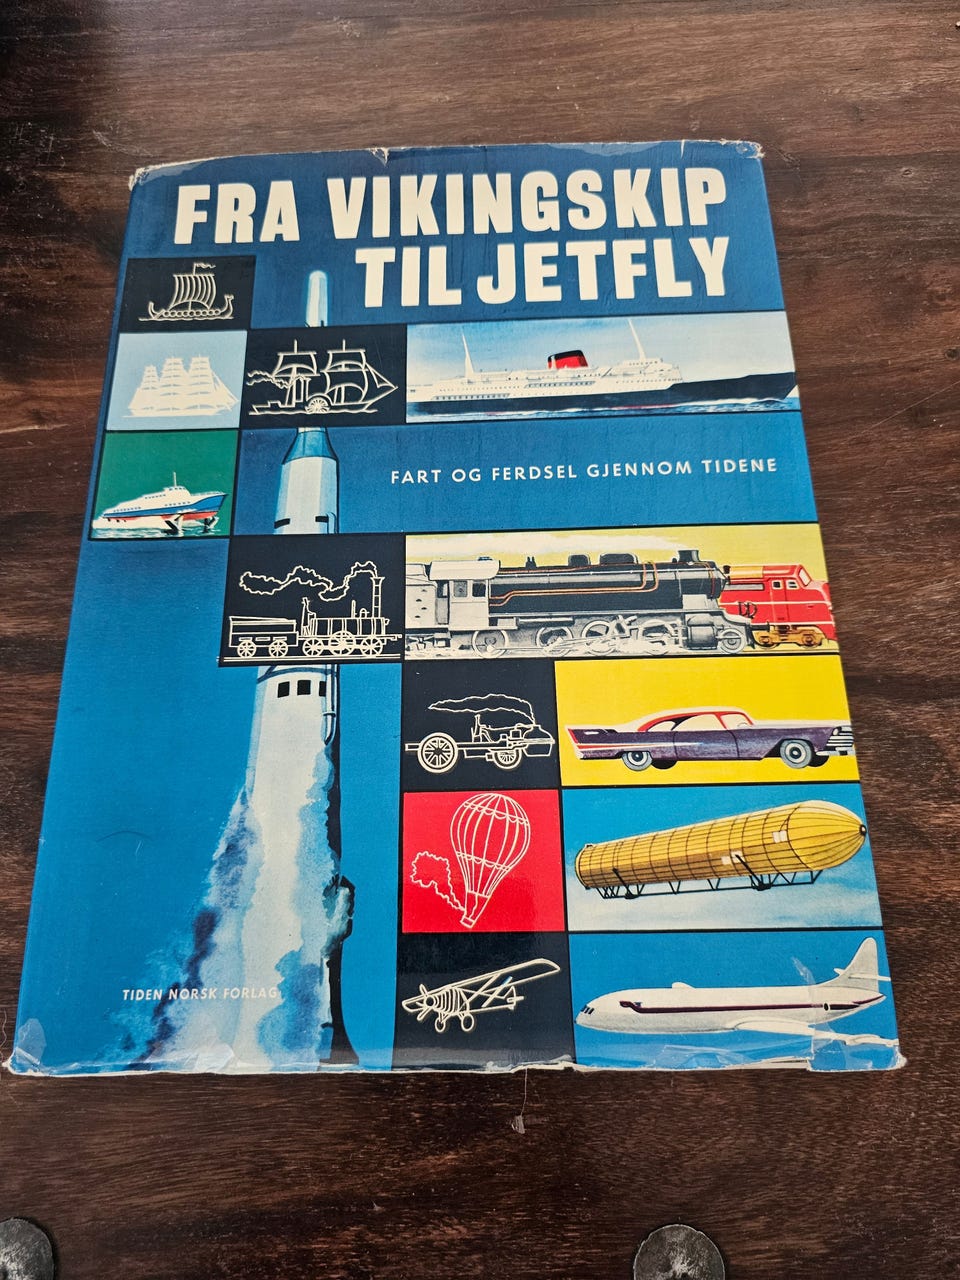 FRA VIKINGSKIP
TIL JETFLY
FART OG FERDSEL GJENNOM TIDENE
TIDEN NORSK FORLAG